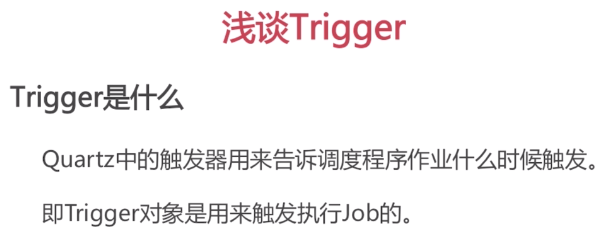 浅谈Trigger
Trigger是什么
Quartz中的触发器用来告诉调度程序作业什么时候触发。
即Trigger对象是用来触发执行Job的。